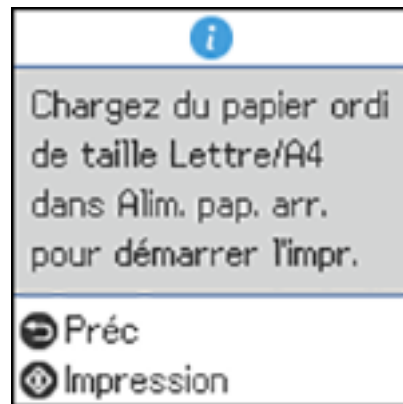 Chargez du papier ordi
de taille Lettre/A4
dans Alim. pap. arr.
pour démarrer l'impr.
Préc
Impression